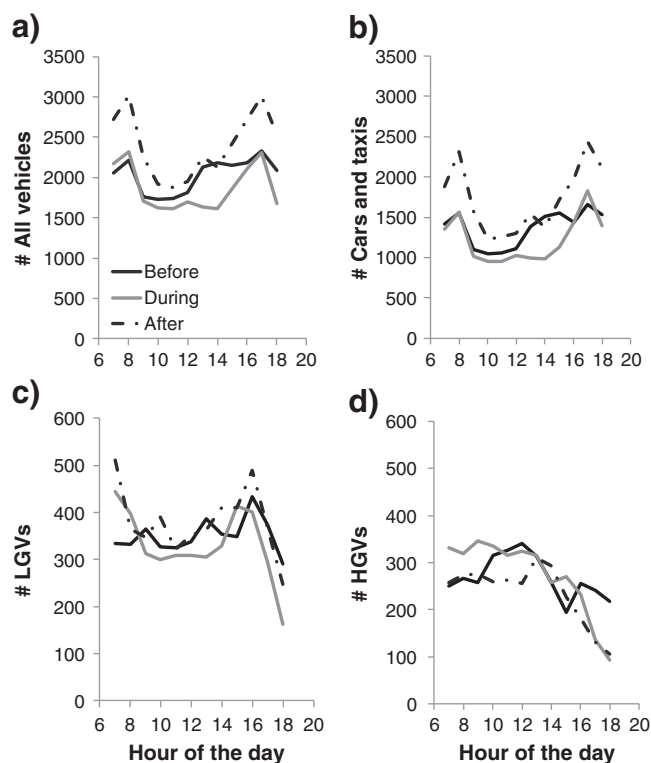 a)
# All vehicles
3500
3000
2500
2000
1500
1000
500
0
Before
During
After
6 8 10 12 14 16 18 20
b)
# Cars and taxis
3500
3000
2500
2000
1500
1000
500
0
6 8 10 12 14 16 18 20
c)
# LGVs
600
500
400
300
200
100
0
6 8 10 12 14 16 18 20
Hour of the day
d)
# HGVs
600
500
400
300
200
100
0
6 8 10 12 14 16 18 20
Hour of the day